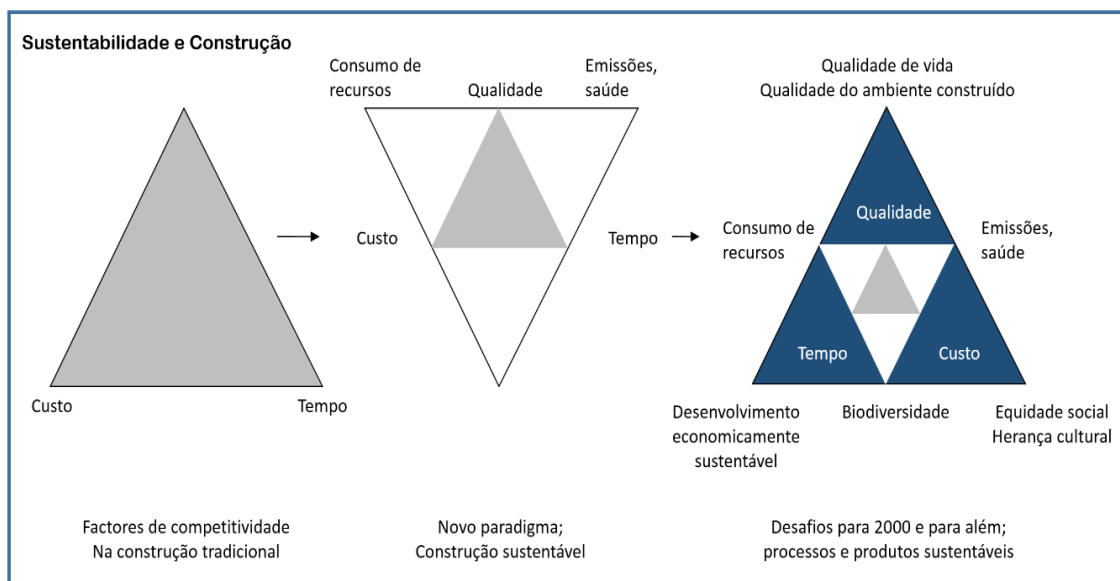 Sustentabilidade e Construção
Custo
Tempo
Factores de competitividade
Na construção tradicional
Consumo de
recursos
Qualidade
Emissões,
saúde
Custo
Tempo
Novo paradigma;
Construção sustentável
Qualidade de vida
Qualidade do ambiente construído
Qualidade
Consumo de
recursos
Emissões,
saúde
Tempo
Custo
Desenvolvimento
economicamente
sustentável
Biodiversidade
Equidade social
Herança cultural
Desafios para 2000 e para além;
processos e produtos sustentáveis